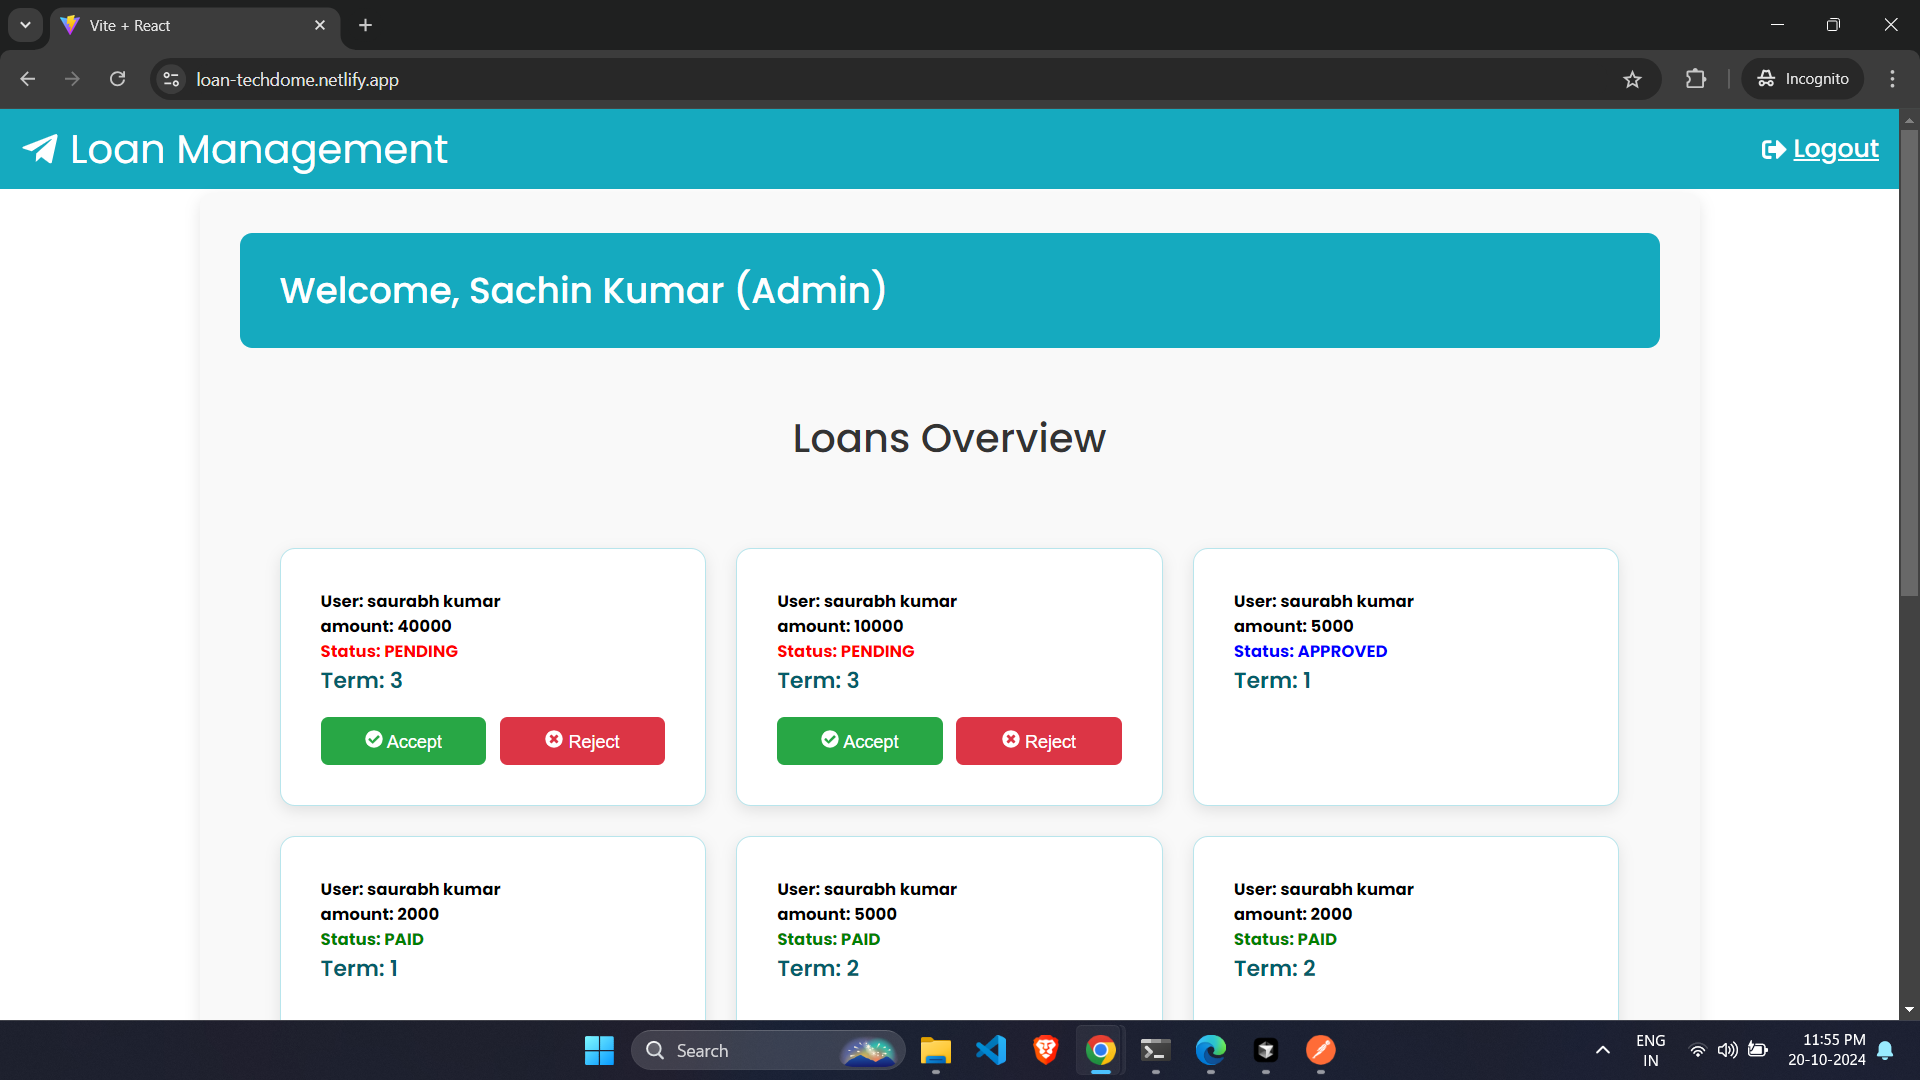 Vite + React
loan-techdome.netlify.app
Incognito
Loan Management
Logout
Welcome, Sachin Kumar (Admin)
Loans Overview
User: saurabh kumar
amount: 40000
Status: PENDING
Term: 3
Accept
Reject
User: saurabh kumar
amount: 10000
Status: PENDING
Term: 3
Accept
Reject
User: saurabh kumar
amount: 5000
Status: APPROVED
Term: 1
User: saurabh kumar
amount: 2000
Status: PAID
Term: 1
User: saurabh kumar
amount: 5000
Status: PAID
Term: 2
User: saurabh kumar
amount: 2000
Status: PAID
Term: 2
Search
ENG
IN
11:55 PM
20-10-2024